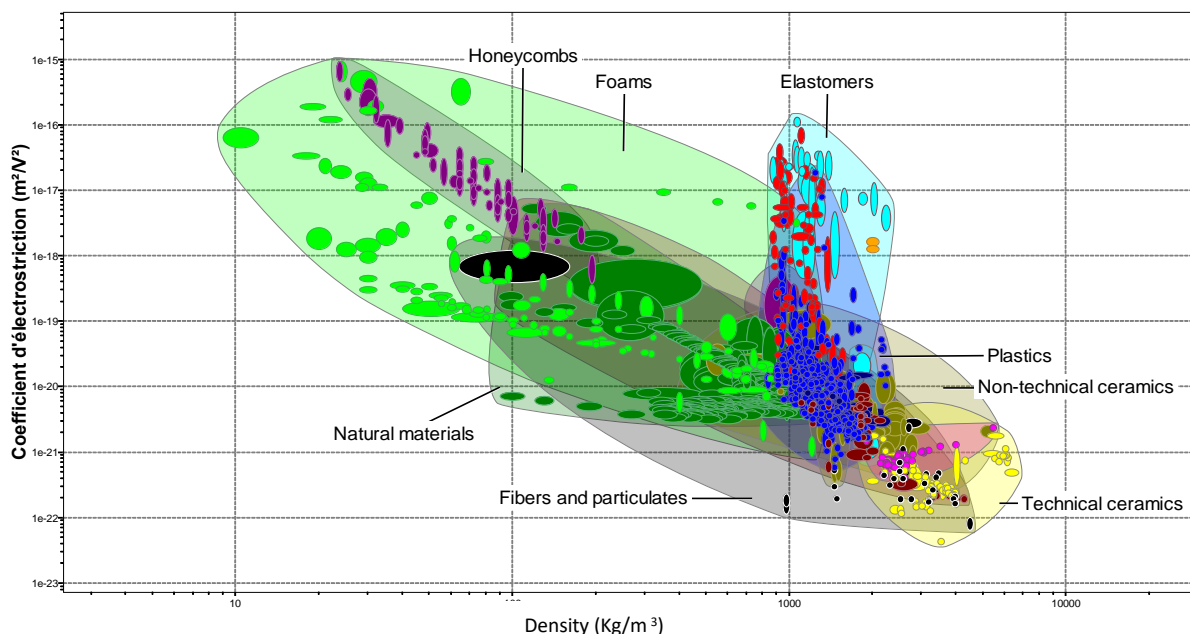 Honeycombs
Foams
Elastomers
1e-15
1e-16
1e-17
1e-18
1e-19
1e-20
1e-21
1e-22
1e-23
Coefficient d'électrostriction (m²/V²)
Plastics
Non-technical ceramics
Natural materials
Fibers and particulates
Technical ceramics
10
100
1000
10000
Density (Kg/m³)